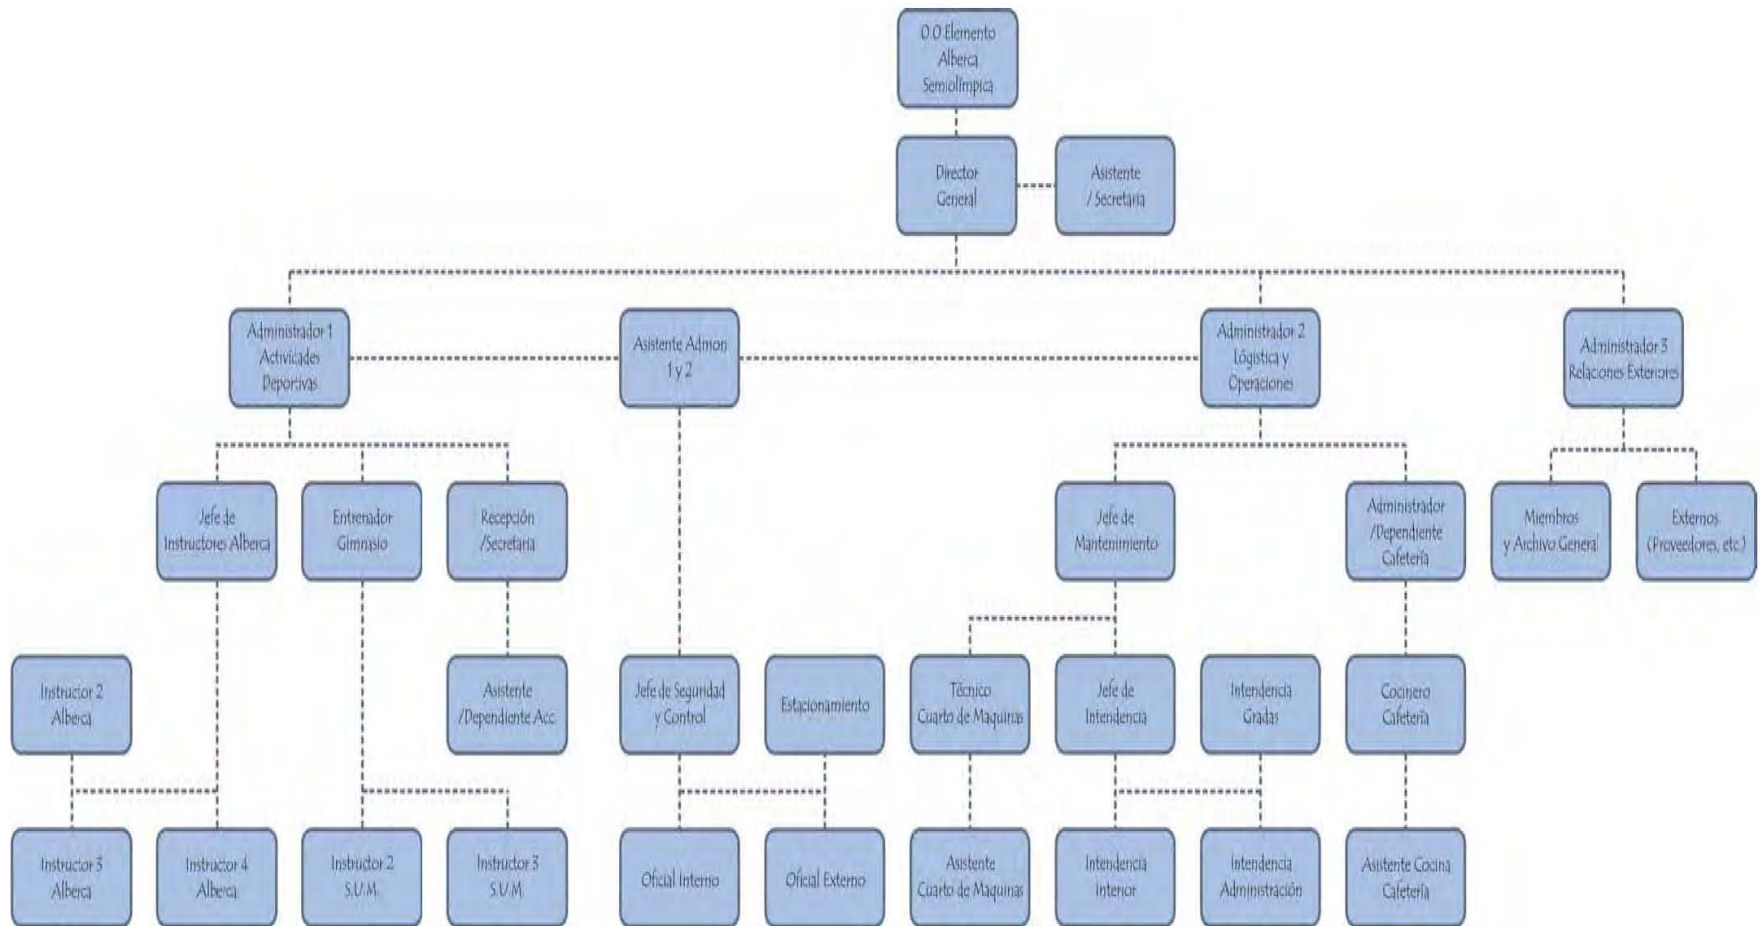 0.0 Elemento
Alberca
Semiolímpica
Director
General
Asistente
/ Secretaria
Administrador 1
Actividades
Deportivas
Asistente Admon
1 y 2
Administrador 2
Lógistica y
Operaciones
Administrador 3
Relaciones Exteriores
Jefe de
Instructores Alberca
Entrenador
Gimnasio
Recepción
/Secretaria
Jefe de
Mantenimiento
Administrador
/Dependiente
Cafetería
Miembros
y Archivo General
Externos
(Proveedores, etc.)
Instructor 2
Alberca
Asistente
/Dependiente Acc.
Jefe de Seguridad
y Control
Estacionamiento
Técnico
Cuarto de Maquinas
Jefe de
Intendencia
Intendencia
Gradas
Cocinero
Cafetería
Instructor 3
Alberca
Instructor 4
Alberca
Instructor 2
S.U.M.
Instructor 3
S.U.M.
Oficial Interno
Oficial Externo
Asistente
Cuarto de Maquinas
Intendencia
Interior
Intendencia
Administración
Asistente Cocina
Cafetería